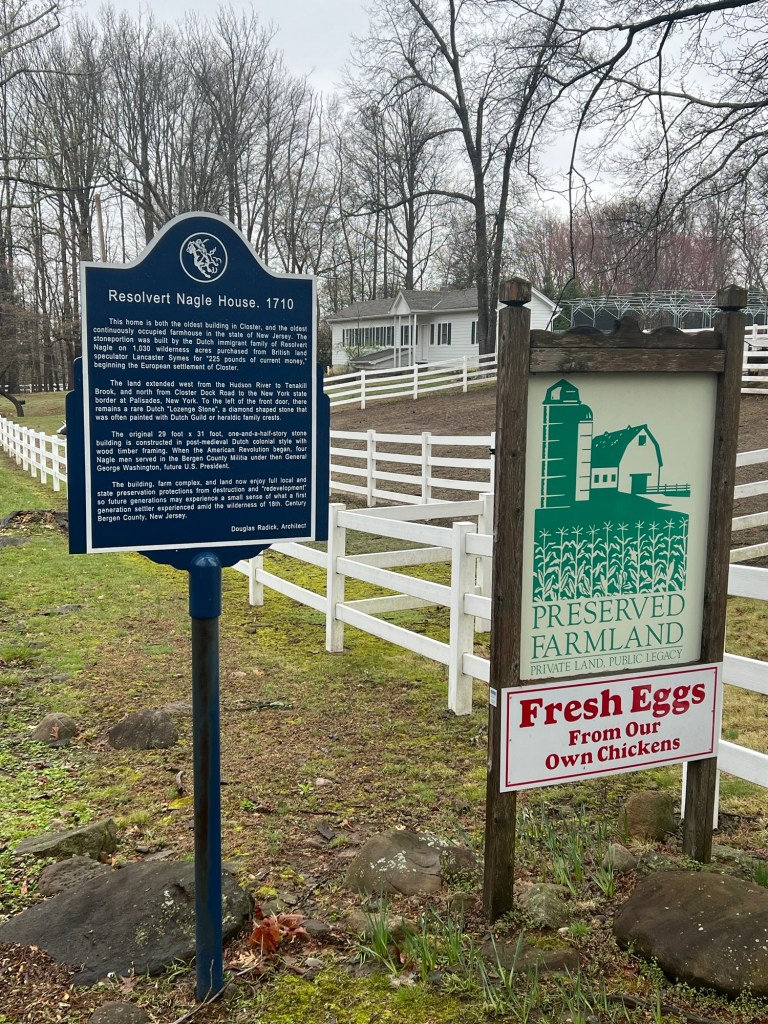 Resolvert Nagle House. 1710
This home is both the oldest building in Closter, and the oldest
continuously occupied farmhouse in the state of New Jersey. The
stoneportion was built by the Dutch immigrant family of Resolvert
Nagle on 1,030 wilderness acres purchased from British land
speculator Lancaster Symes for "225 pounds of current money,"
beginning the European settlement of Closter.
The land extended west from the Hudson River to Tenakill
Brook, and north from Closter Dock Road to the New York state
border at Palisades, New York. To the left of the front door, there
remains a rare Dutch "Lozenge Stone", a diamond shaped stone that
was often painted with Dutch Guild or heraldic family crests.
The original 29 foot x 31 foot, one-and-a-half-story stone
building is constructed in post-medieval Dutch colonial style with
wood timber framing. When the American Revolution began, four
Nagle men served in the Bergen County Militia under then General
George Washington, future U.S. President.
The building, farm complex, and land now enjoy full local and
state preservation protections from destruction and "redevelopment"
so future generations may experience a small sense of what a first
generation settler experienced amid the wilderness of 18th. Century
Bergen County, New Jersey.
Douglas Radick, Architect
PRESERVED
FARMLAND
PRIVATE LAND, PUBLIC LEGACY
Fresh Eggs
From Our
Own Chickens